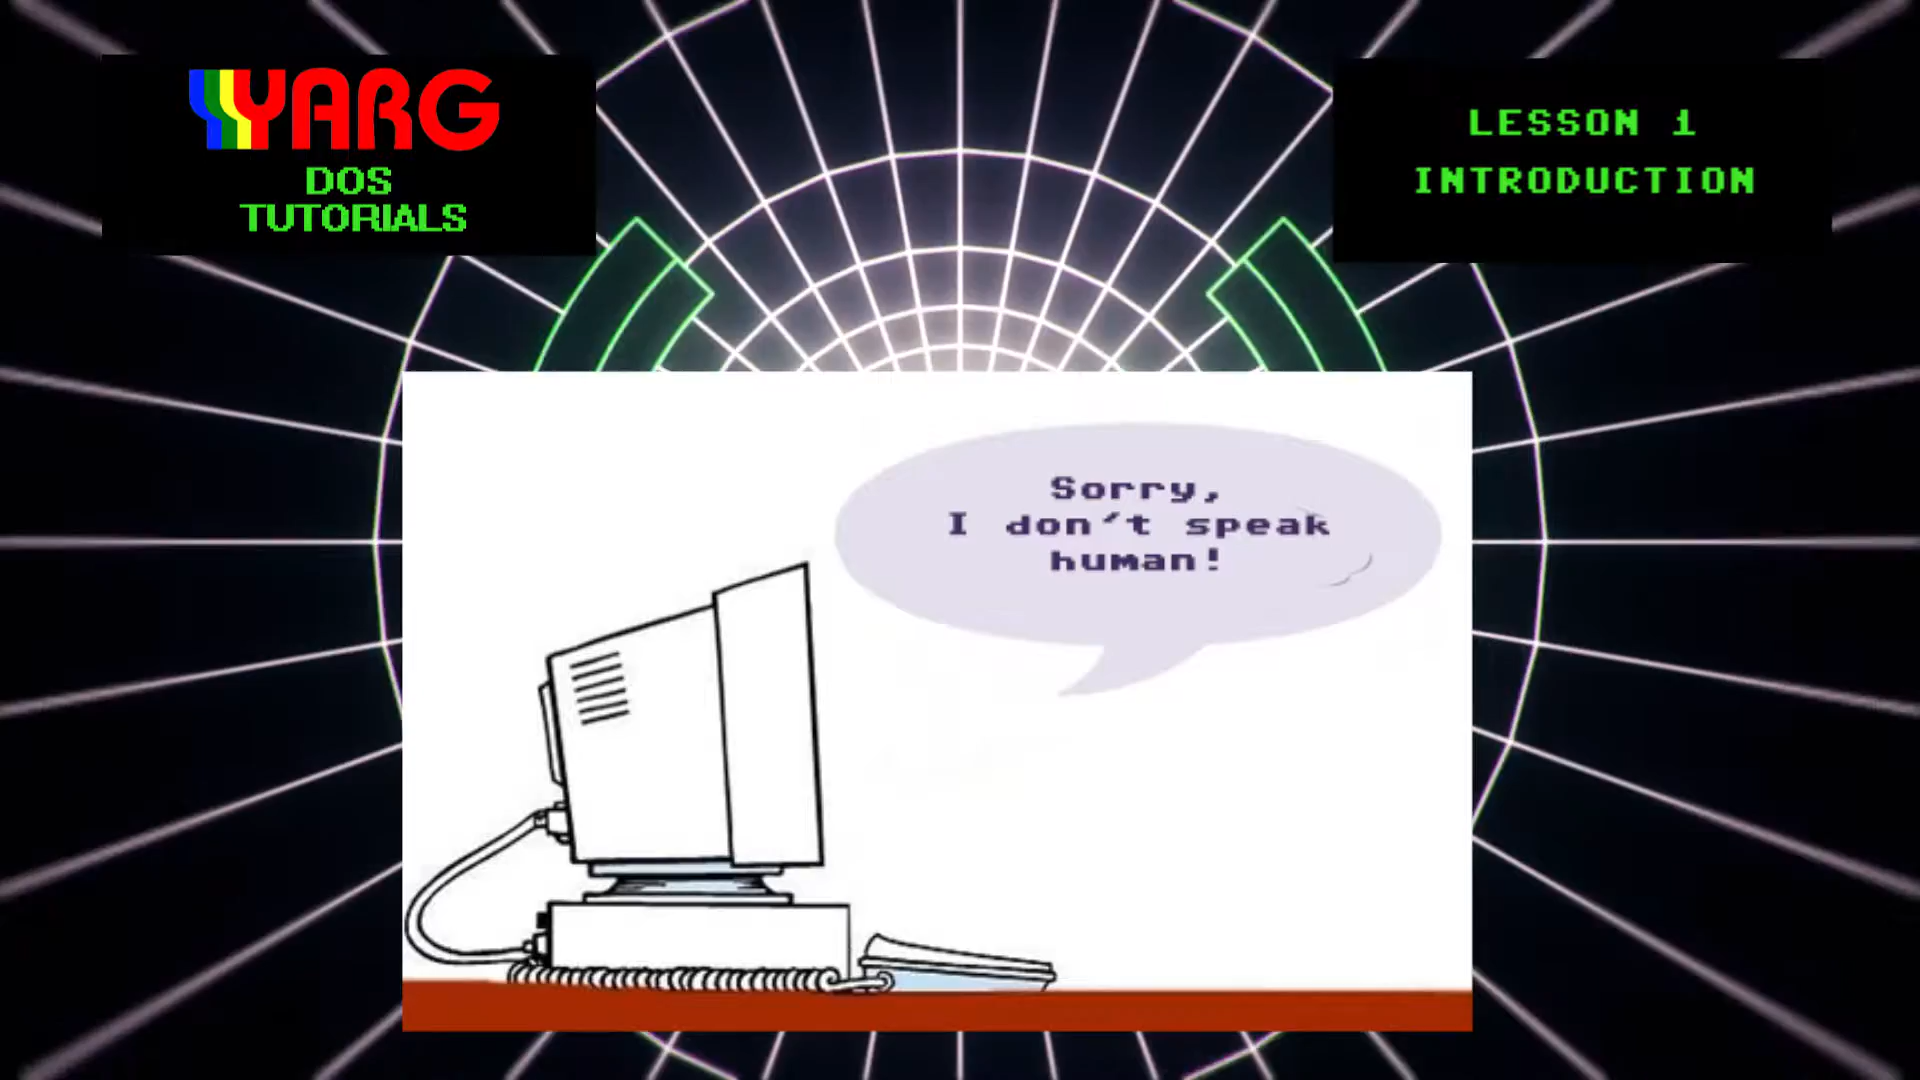 YARG
DOS
TUTORIALS
LESSON 1
INTRODUCTION
Sorry,
I don't speak
human!